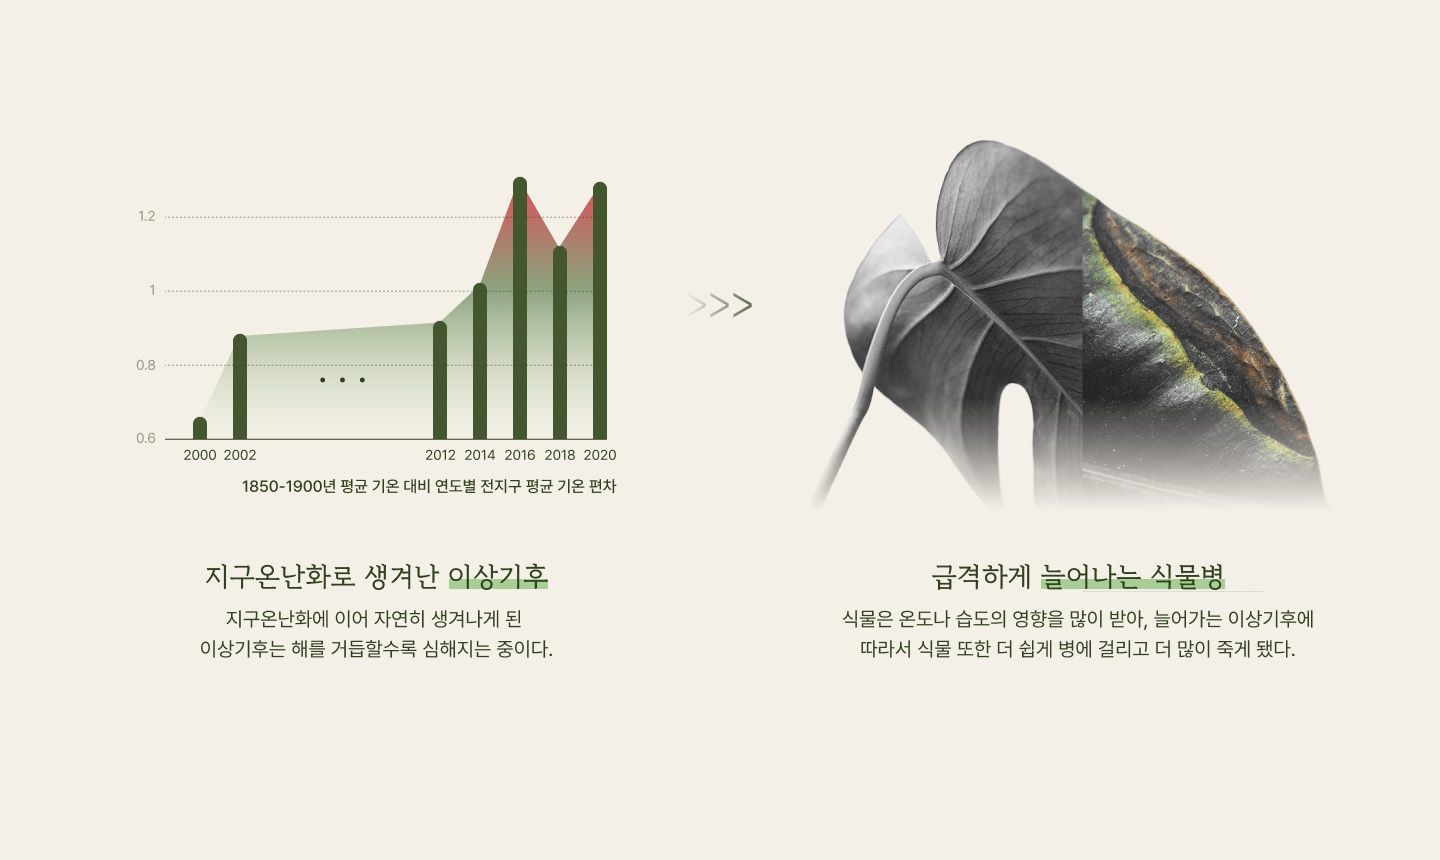 1.2
1
0.8
0.6
2000 2002 2012 2014 2016 2018 2020
1850-1900년 평균 기온 대비 연도별 전지구 평균 기온 편차
지구온난화로 생겨난 이상기후
지구온난화에 이어 자연히 생겨나게 된
이상기후는 해를 거듭할수록 심해지는 중이다.
급격하게 늘어나는 식물병
식물은 온도나 습도의 영향을 많이 받아, 늘어가는 이상기후에
따라서 식물 또한 더 쉽게 병에 걸리고 더 많이 죽게 됐다.